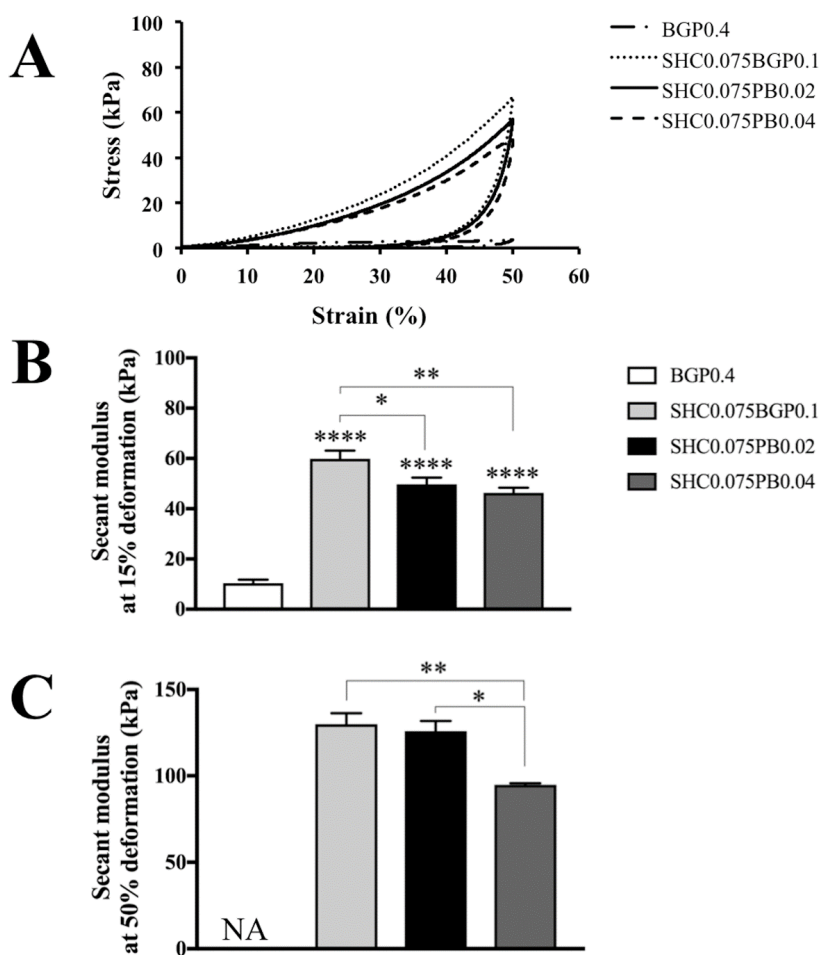 A
Stress (kPa)
100
80
60
40
20
0
0 10 20 30 40 50 60
Strain (%)
BGP0.4
SHC0.075BGP0.1
SHC0.075PB0.02
SHC0.075PB0.04
B
Secant modulus
at 15% deformation (kPa)
100
80
60
40
20
0
**
*
**** **** ****
BGP0.4
SHC0.075BGP0.1
SHC0.075PB0.02
SHC0.075PB0.04
C
Secant modulus
at 50% deformation (kPa)
150
100
50
0
**
*
NA